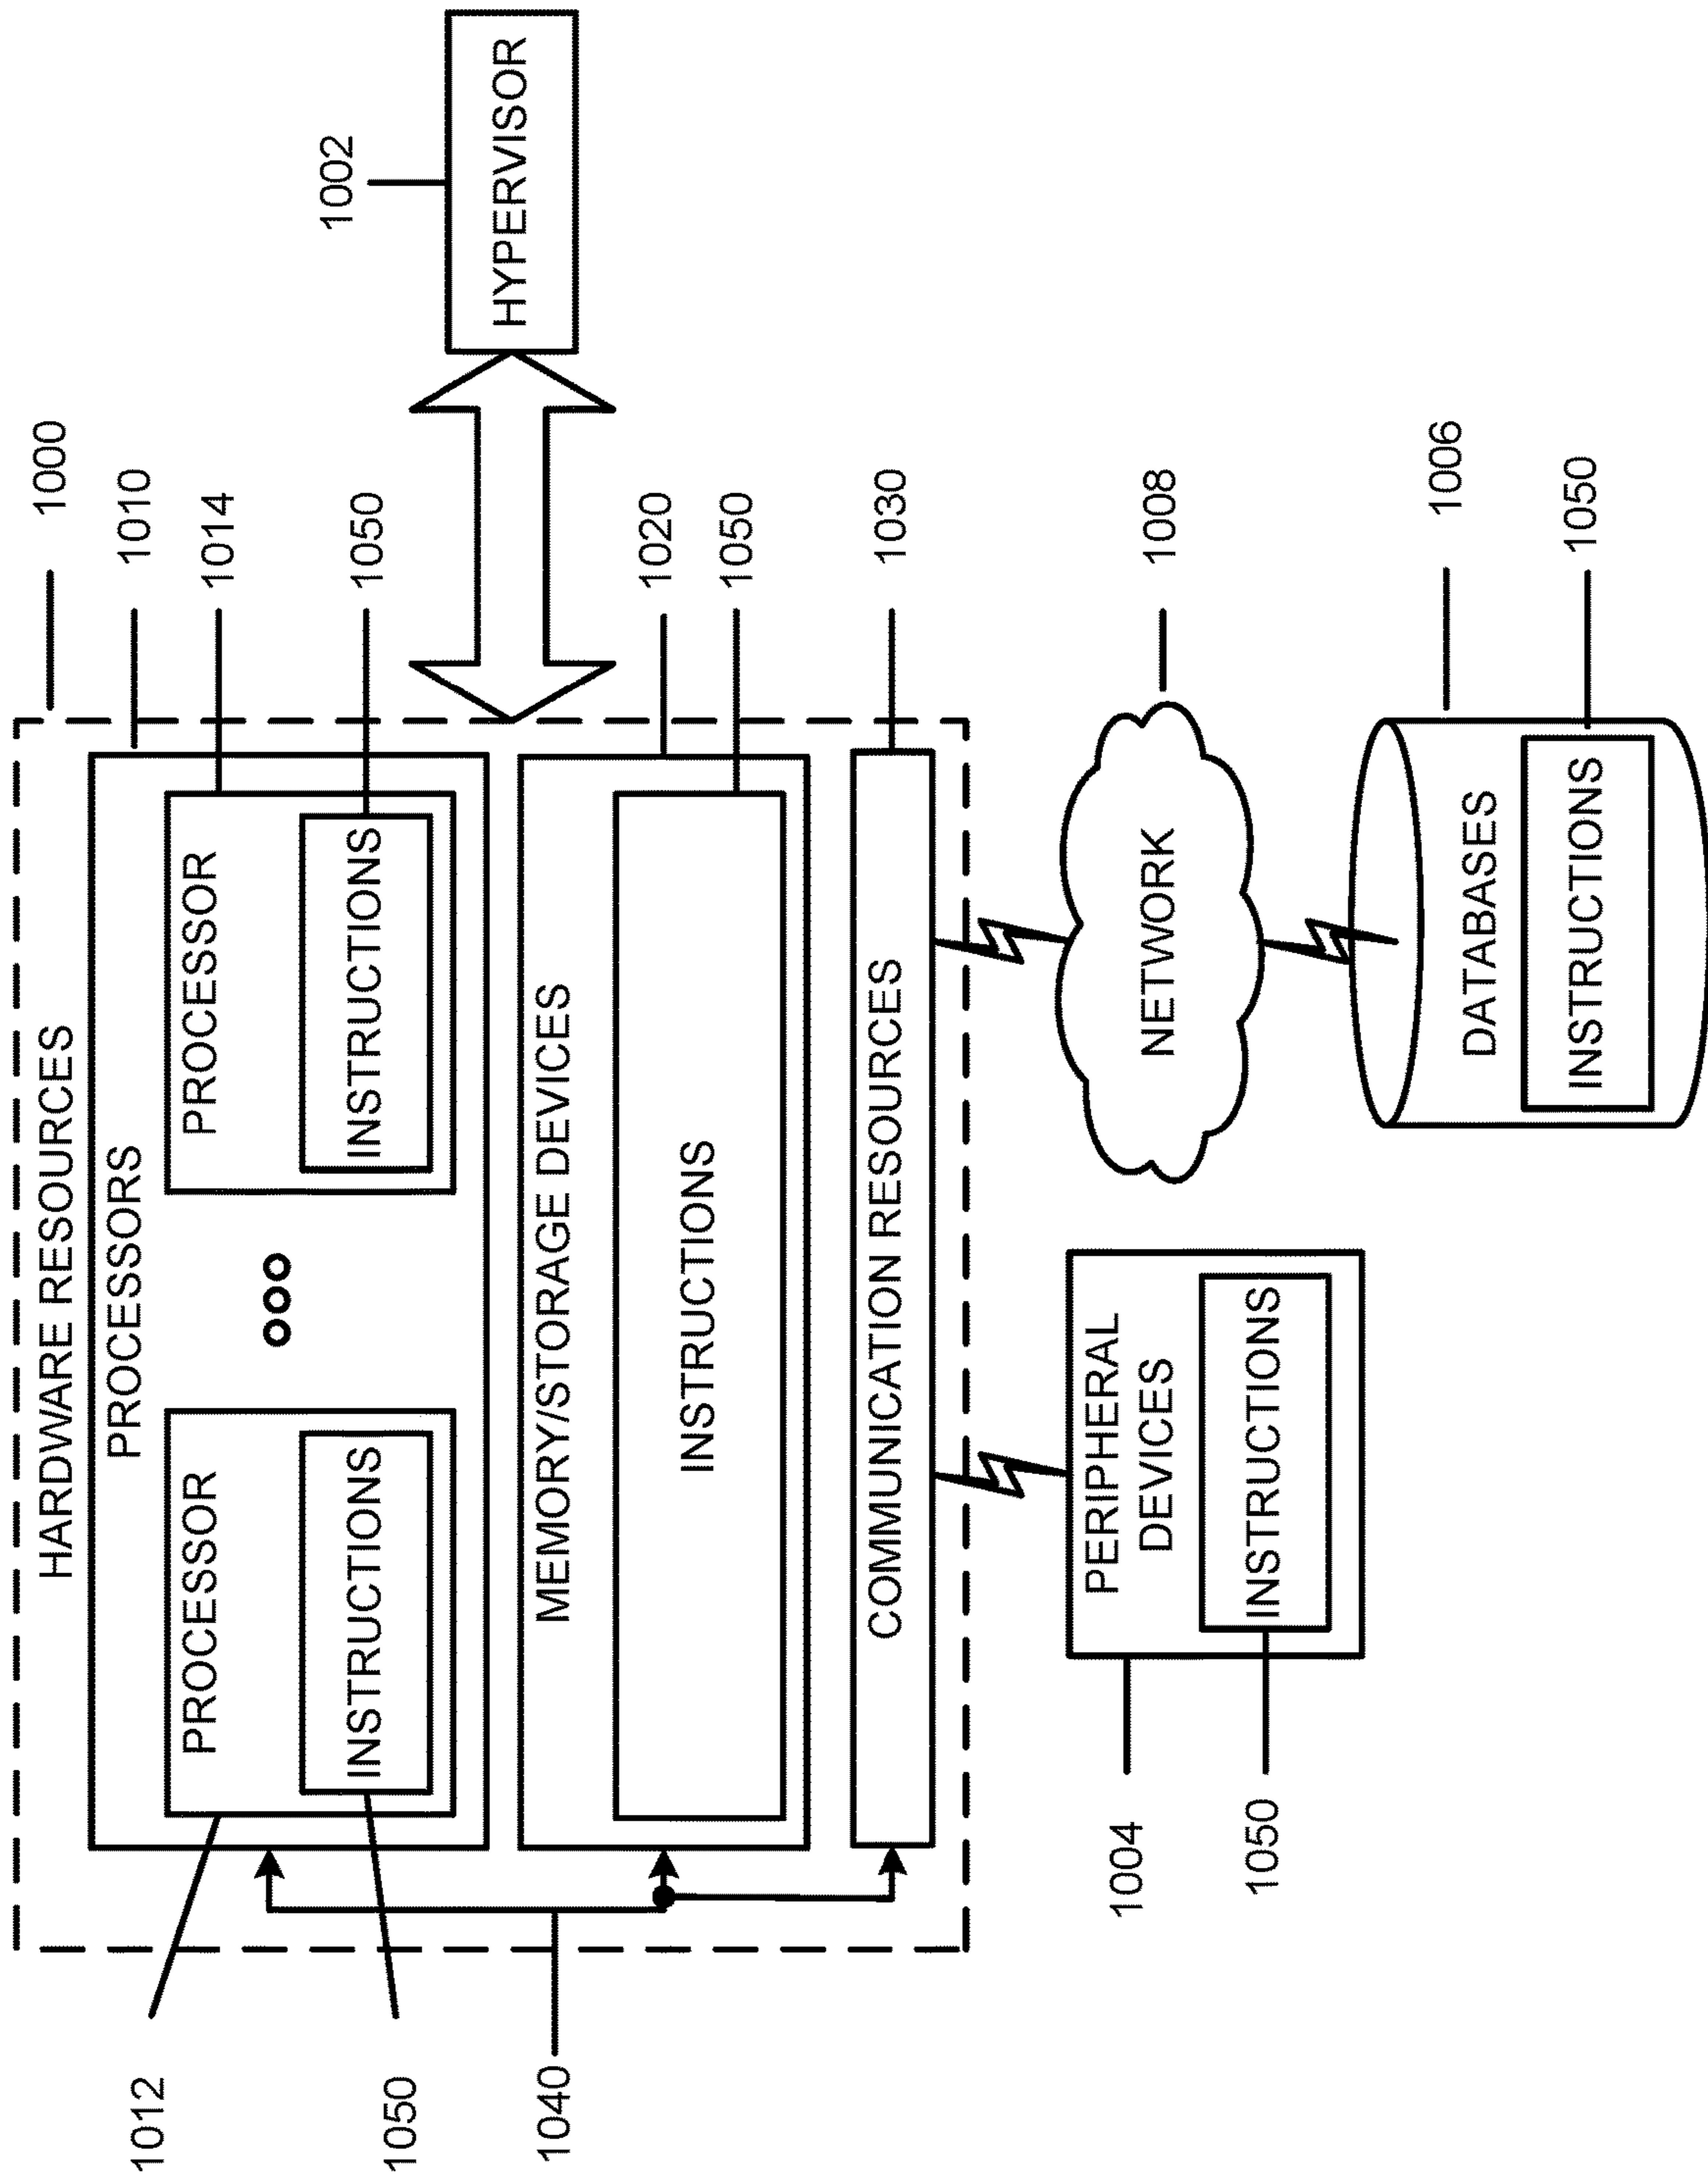 HARDWARE RESOURCES
1000
PROCESSORS
1010
PROCESSOR
PROCESSOR
1014
INSTRUCTIONS
INSTRUCTIONS
1050
1012
1050
1002
HYPERVISOR
MEMORY/STORAGE DEVICES
1020
INSTRUCTIONS
1050
1040
COMMUNICATION RESOURCES
1030
PERIPHERAL
DEVICES
INSTRUCTIONS
1004
1050
NETWORK
1008
DATABASES
1006
INSTRUCTIONS
1050